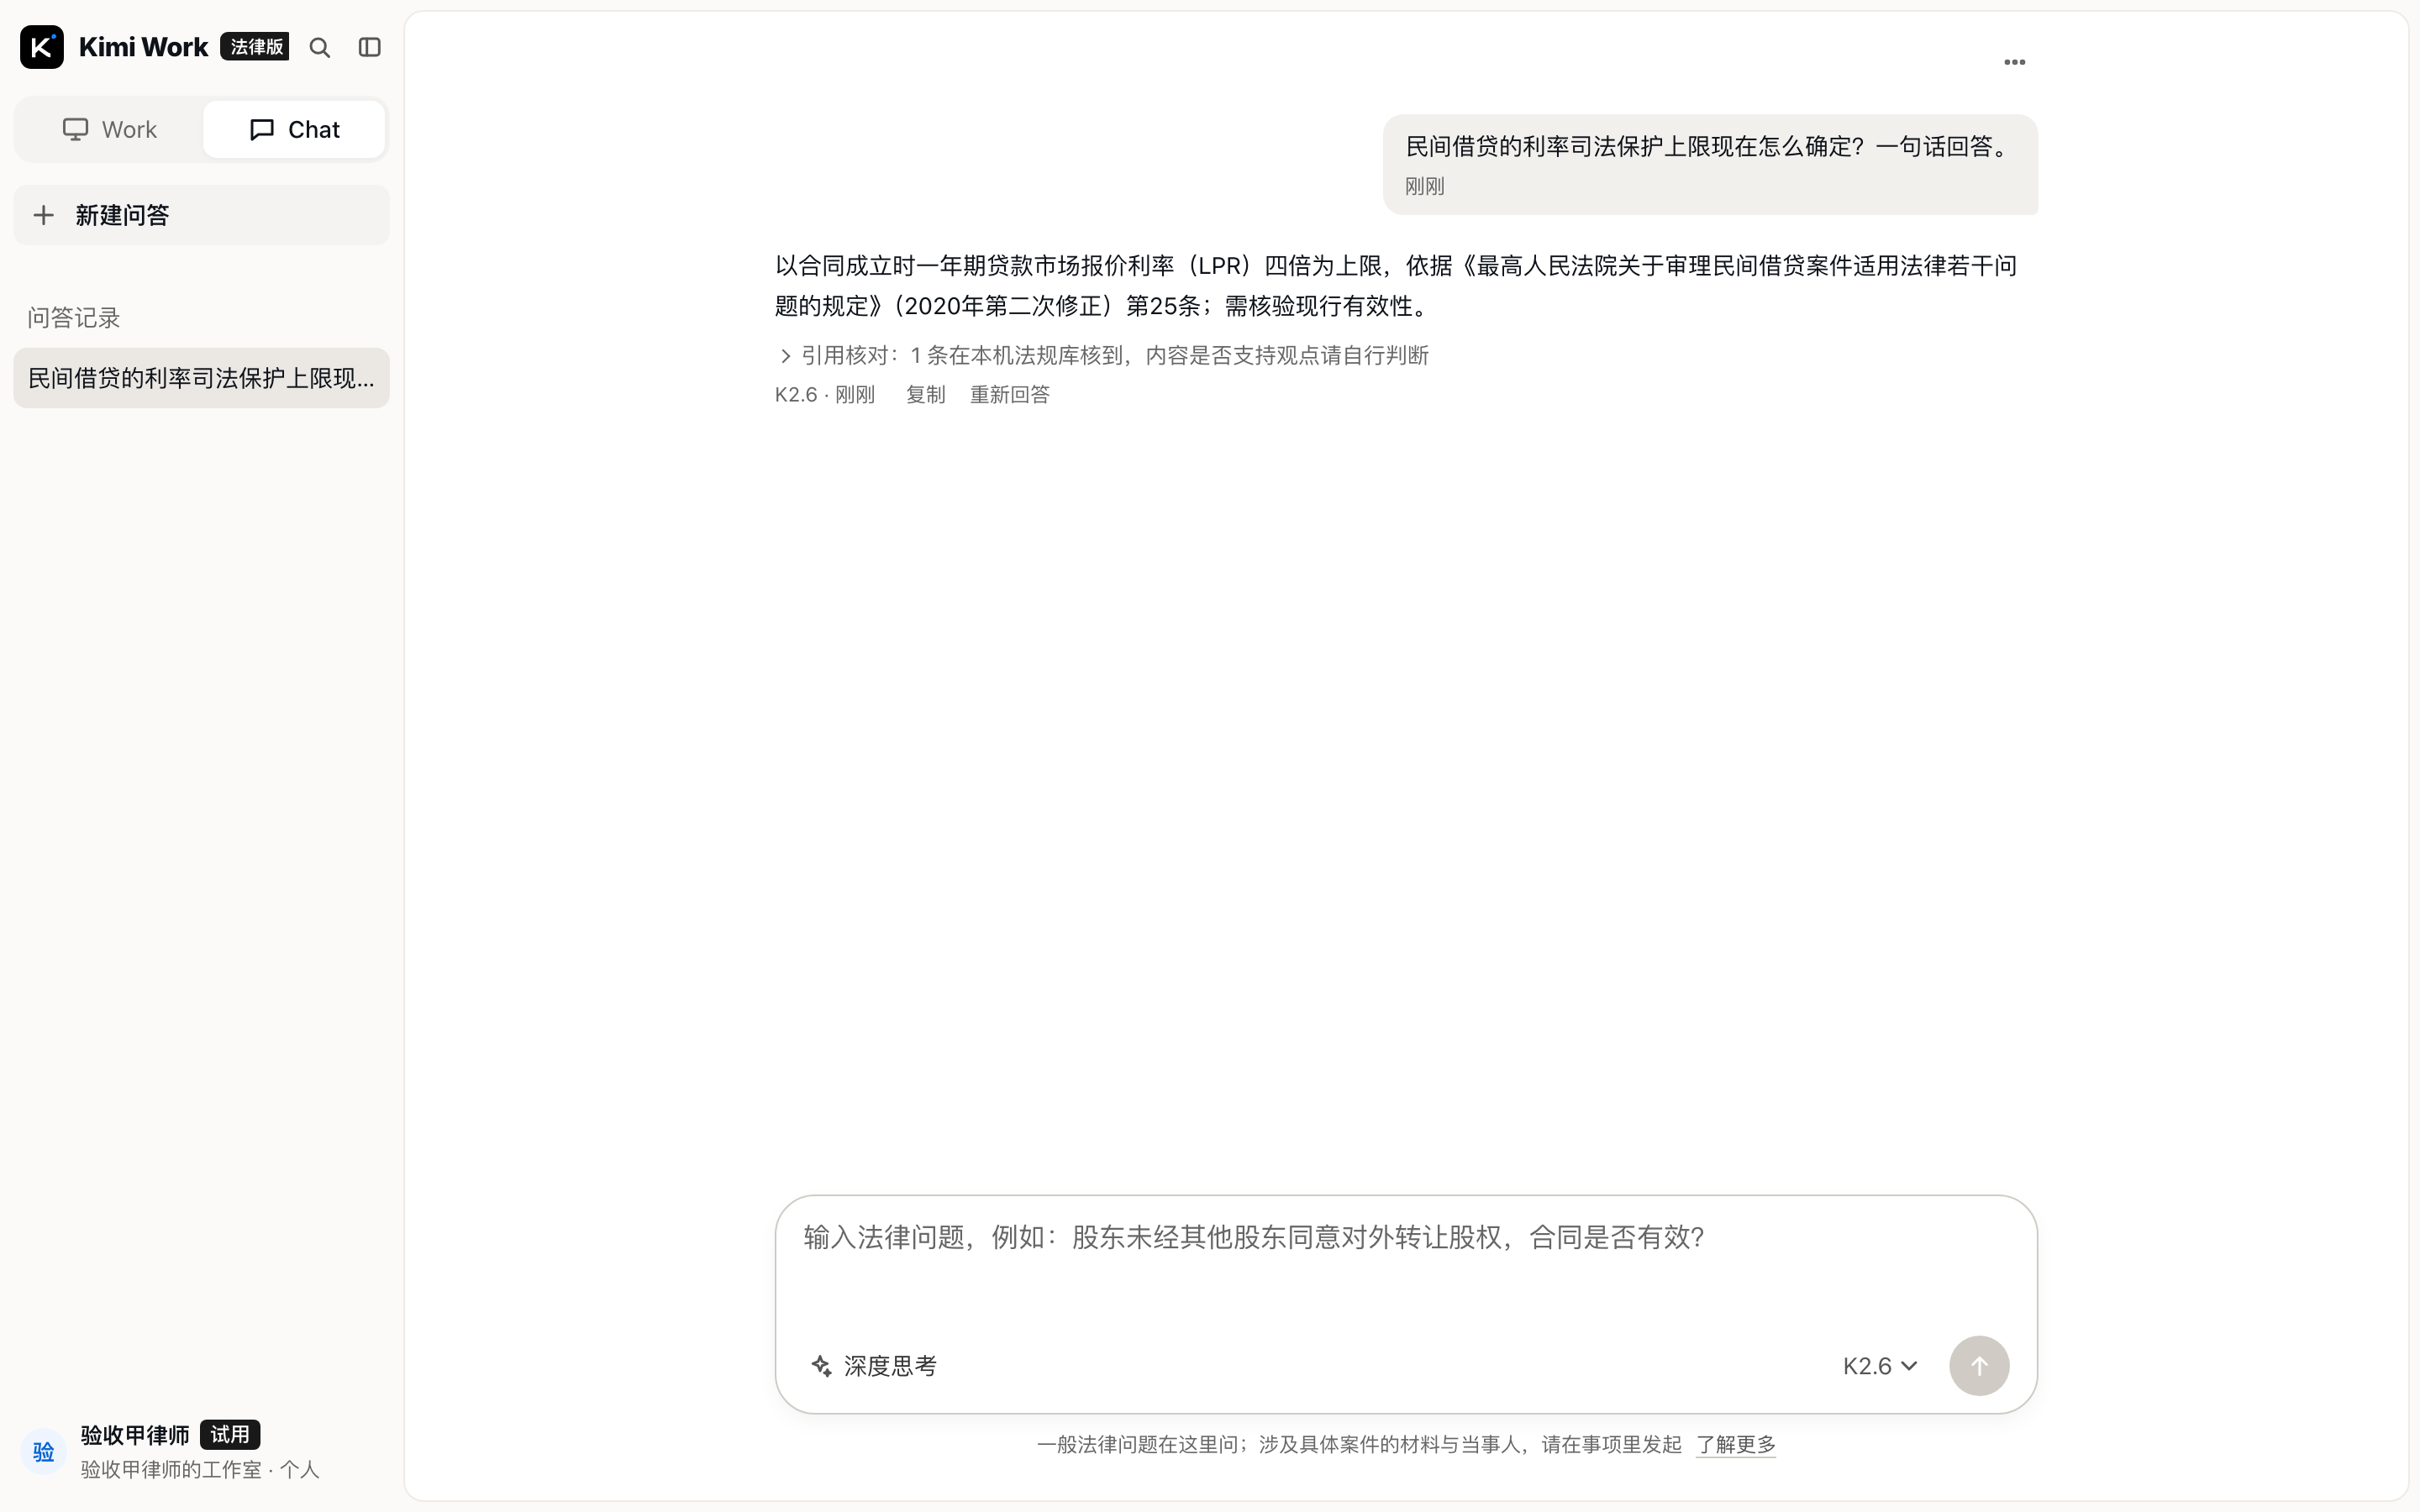 Kimi Work 法律版
Work
Chat
新建问答
问答记录
民间借贷的利率司法保护上限现...
民间借贷的利率司法保护上限现在怎么确定？一句话回答。
刚刚
以合同成立时一年期贷款市场报价利率（LPR）四倍为上限，依据《最高人民法院关于审理民间借贷案件适用法律若干问
题的规定》（2020年第二次修正）第25条；需核验现行有效性。
引用核对：1 条在本机法规库核到，内容是否支持观点请自行判断
K2.6 · 刚刚 复制 重新回答
输入法律问题，例如：股东未经其他股东同意对外转让股权，合同是否有效？
深度思考
K2.6
一般法律问题在这里问；涉及具体案件的材料与当事人，请在事项里发起 了解更多
验
验收甲律师 试用
验收甲律师的工作室 · 个人